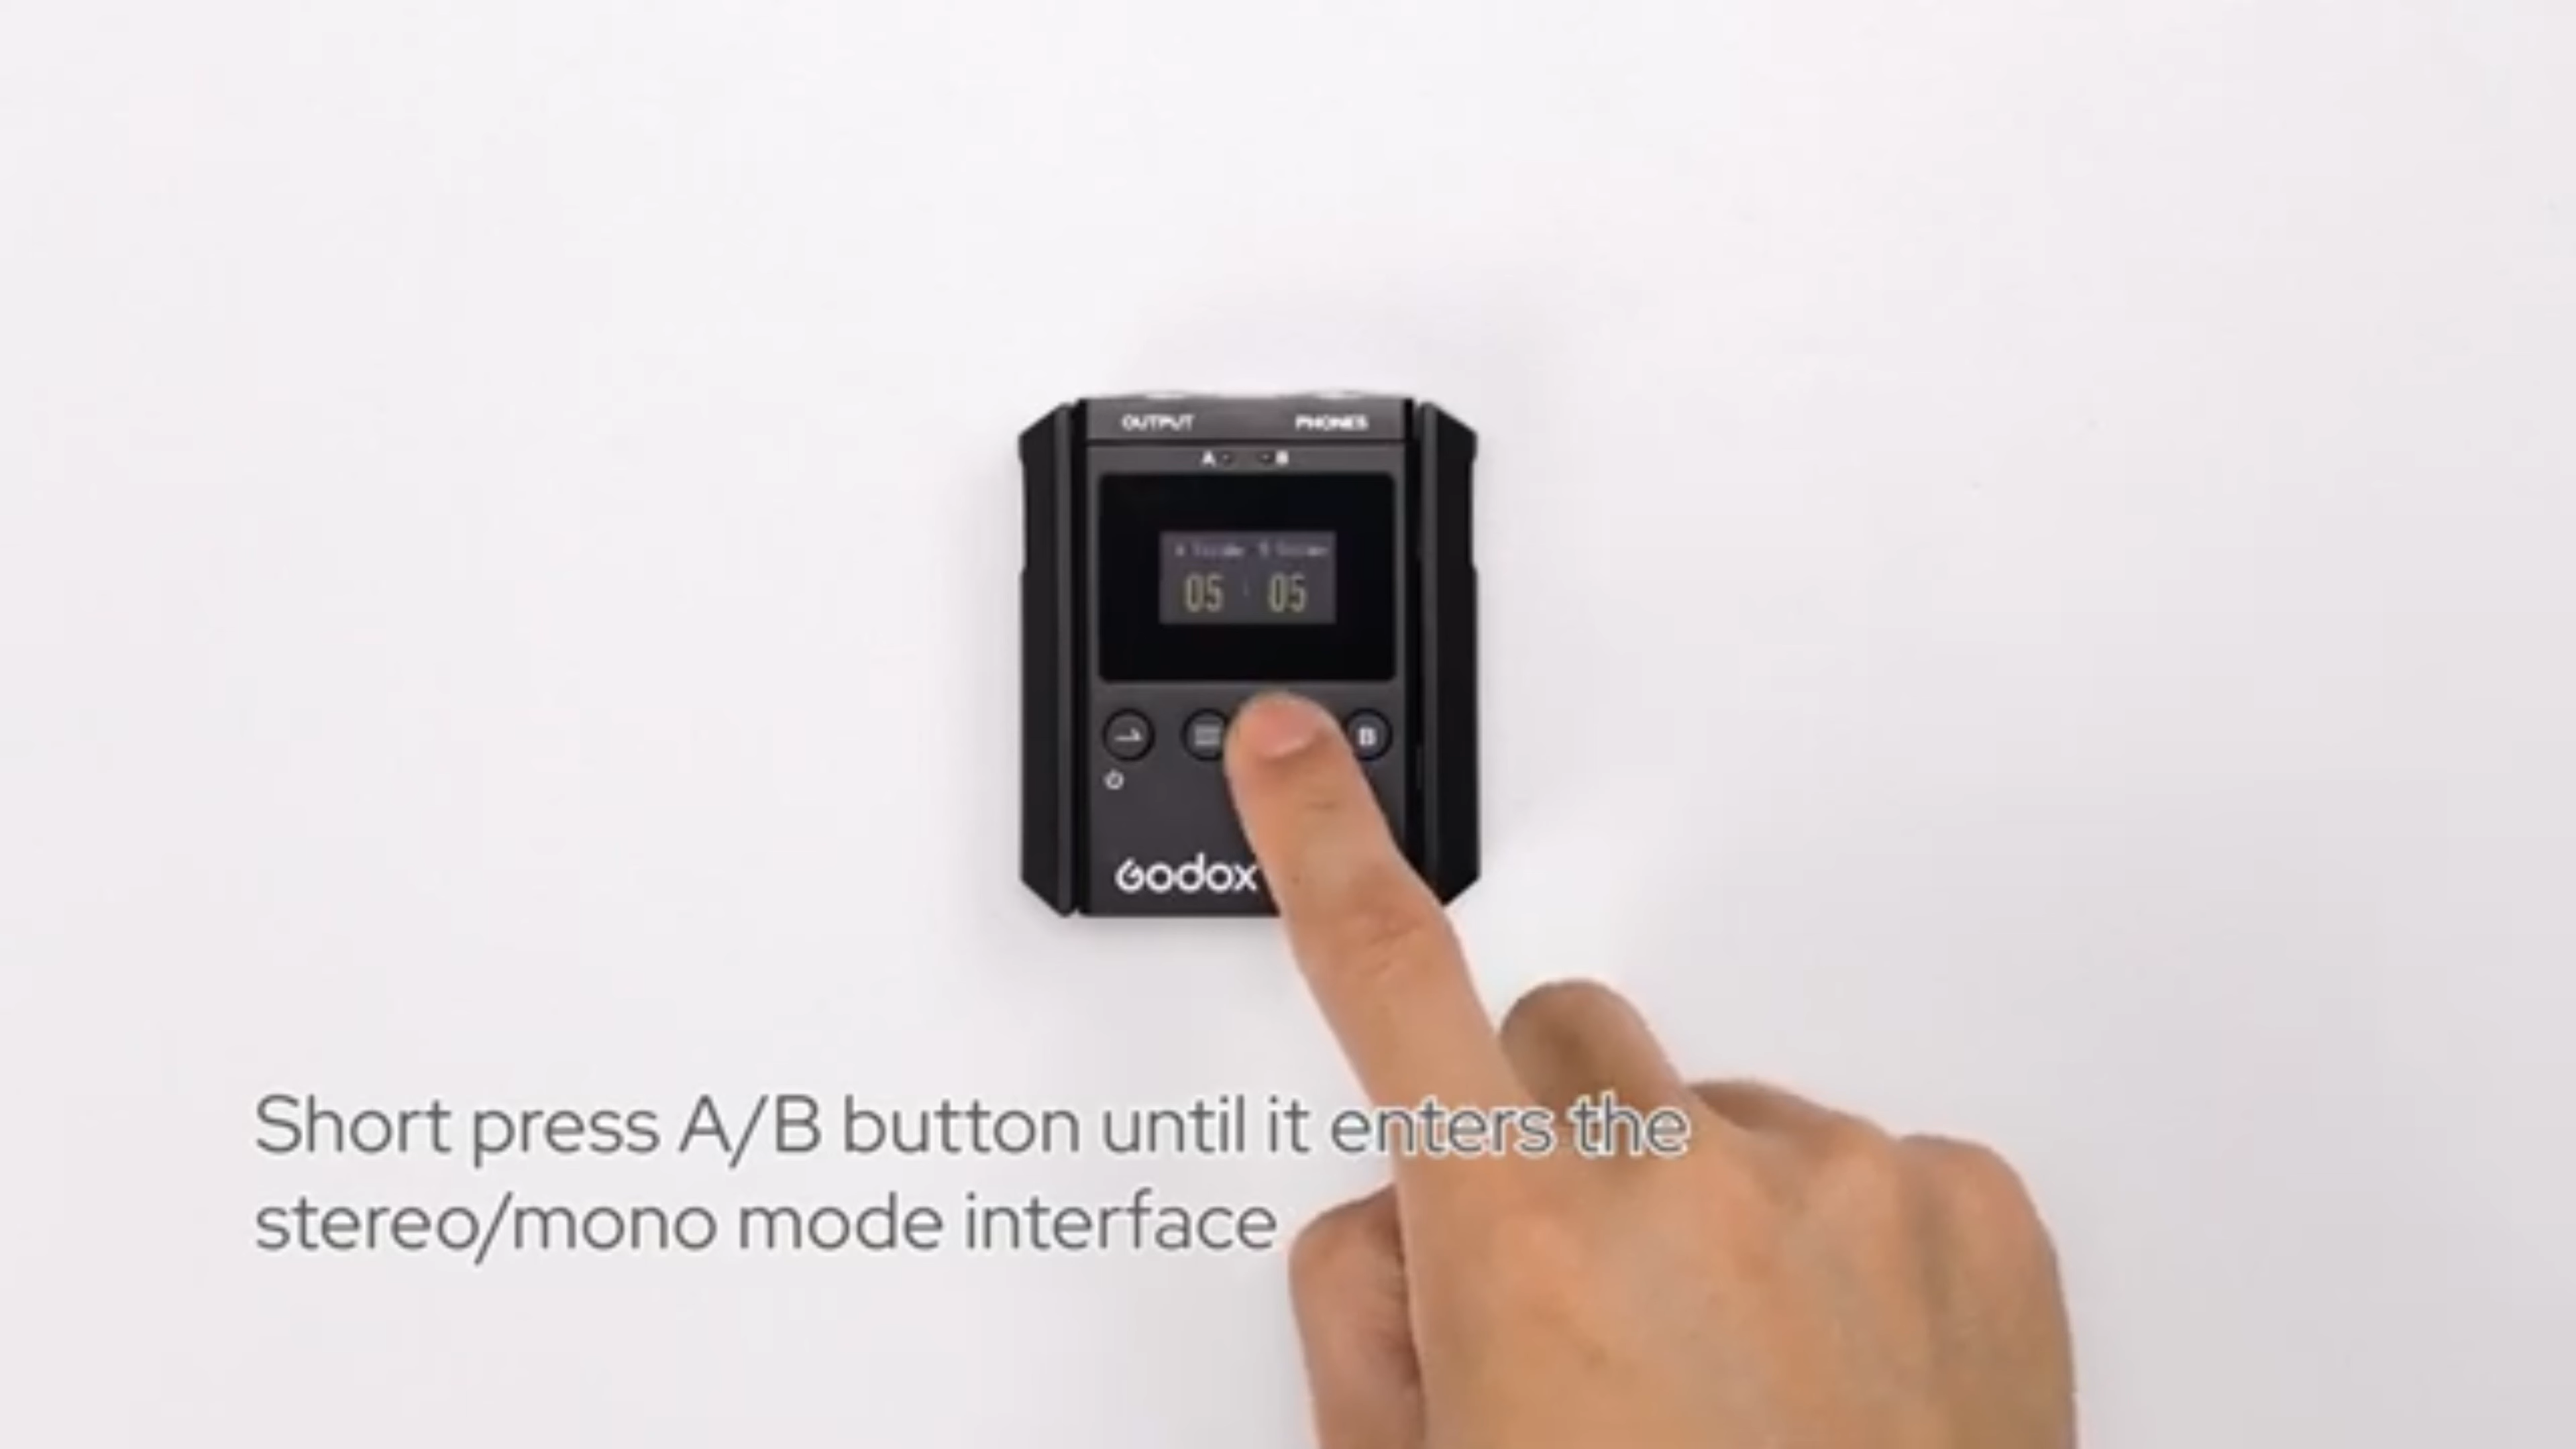 OUTPUT PHONES
A B
05 05
B
Godox
Short press A/B button until it enters the
stereo/mono mode interface